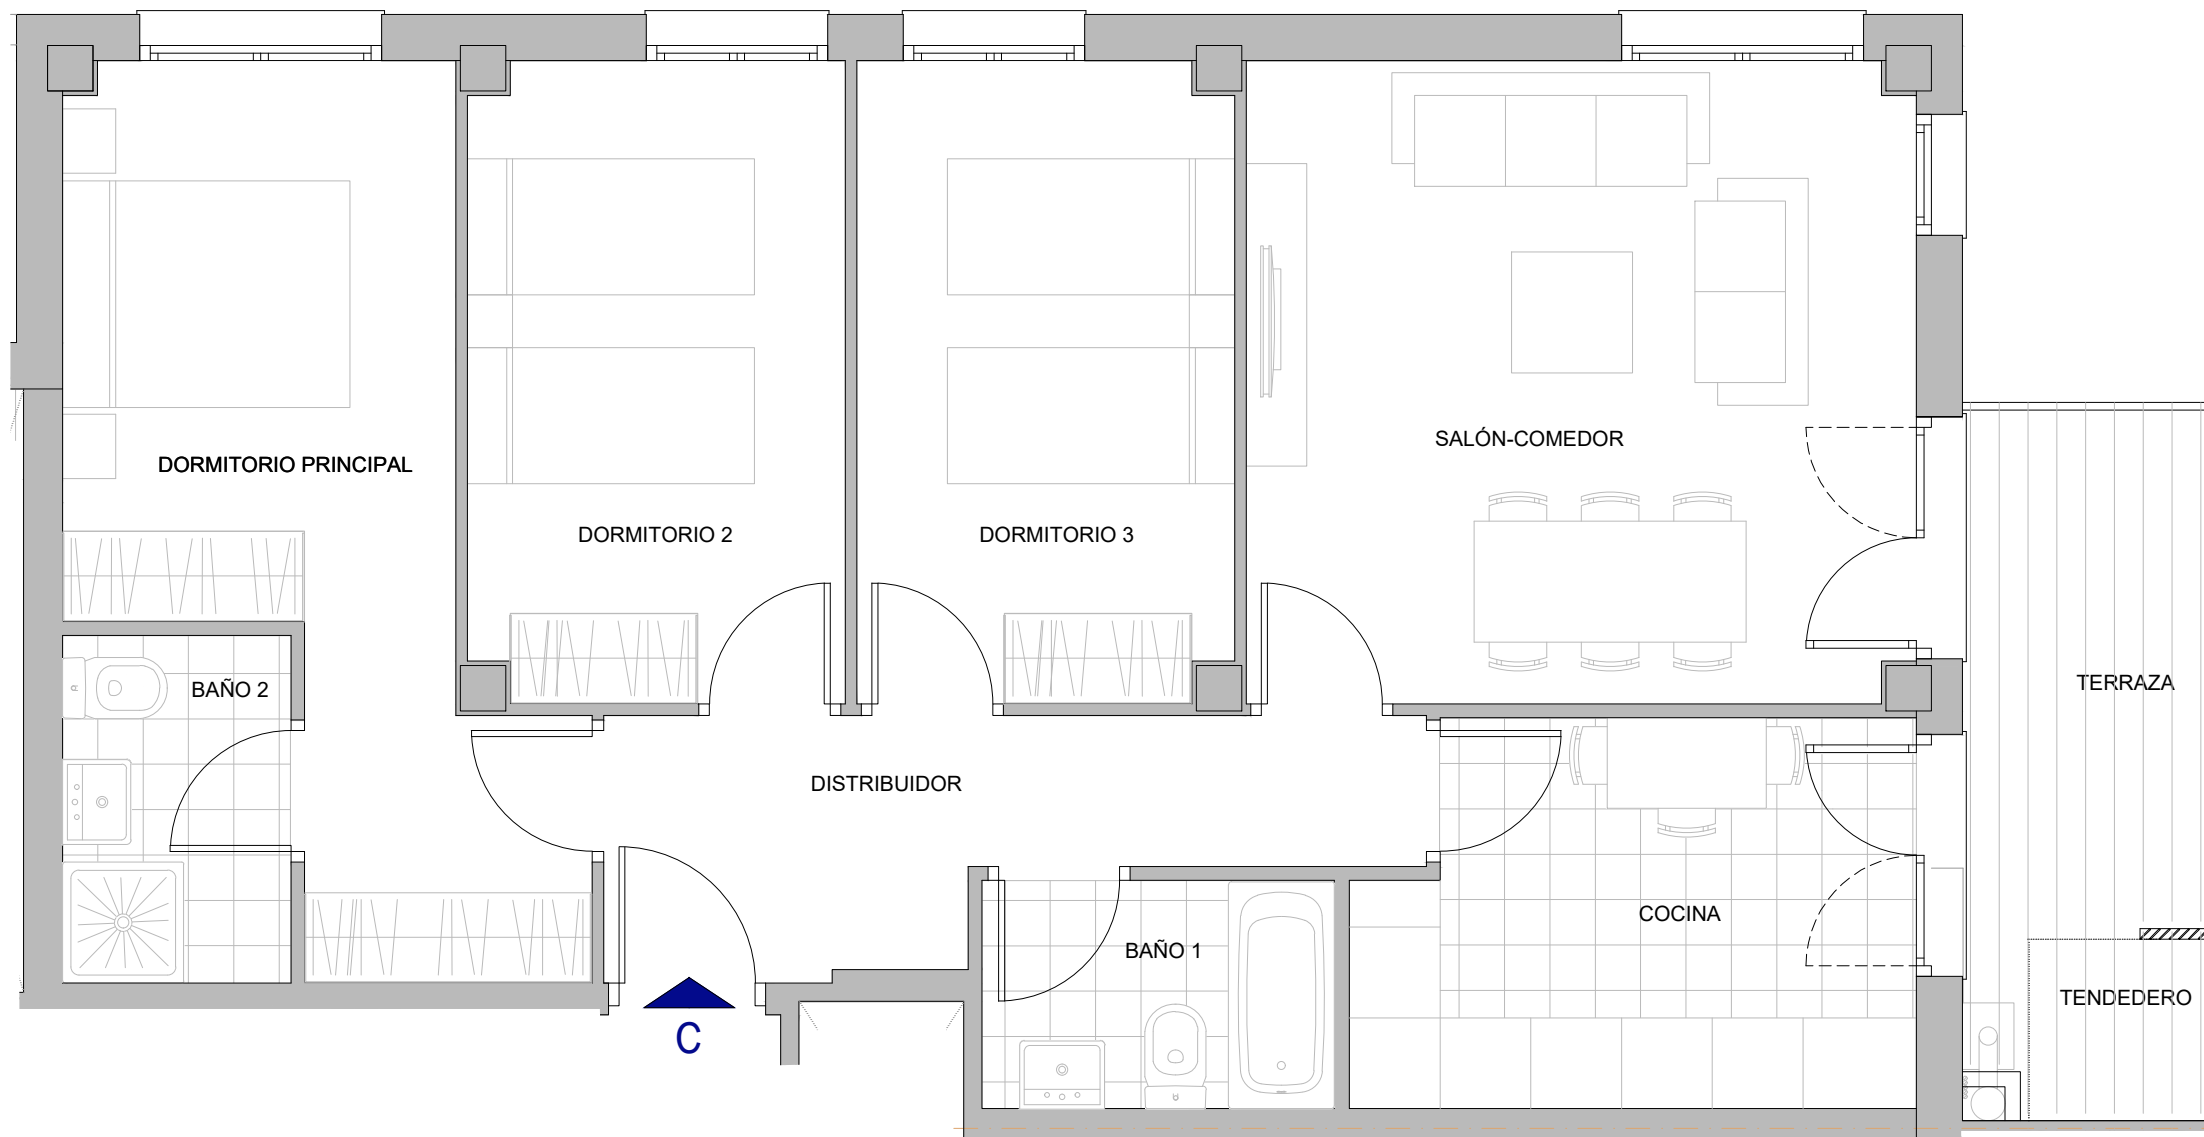 SALÓN-COMEDOR
DORMITORIO PRINCIPAL
DORMITORIO 2
DORMITORIO 3
BAÑO 2
TERRAZA
DISTRIBUIDOR
COCINA
BAÑO 1
TENDEDERO
C